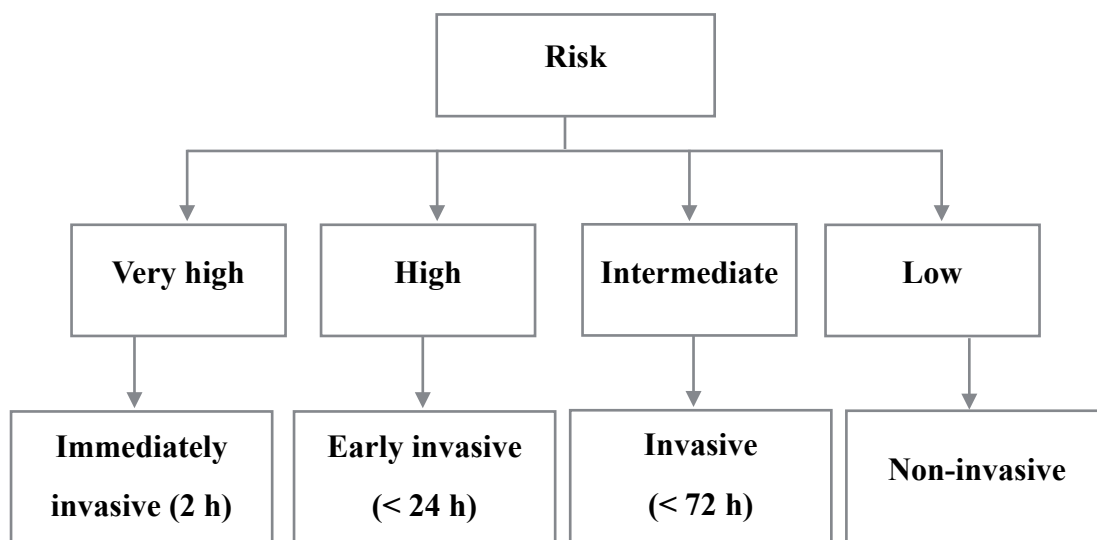 Risk
Very high
High
Intermediate
Low
Immediately
invasive (2 h)
Early invasive
(< 24 h)
Invasive
(< 72 h)
Non-invasive